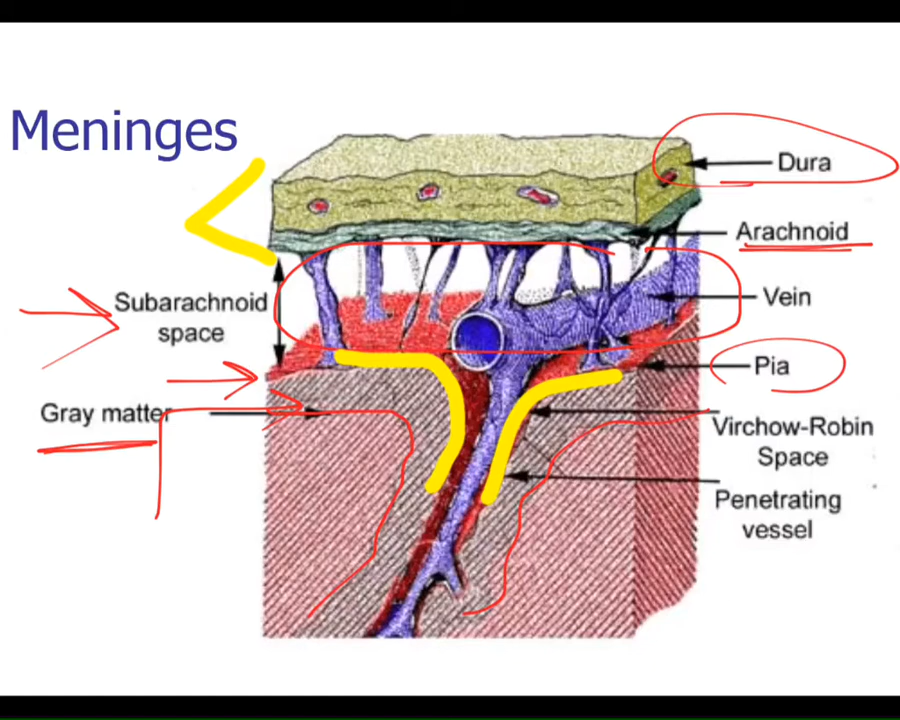 Meninges
Dura
Arachnoid
Subarachnoid
space
Vein
Pia
Gray matter
Virchow-Robin
Space
Penetrating
vessel